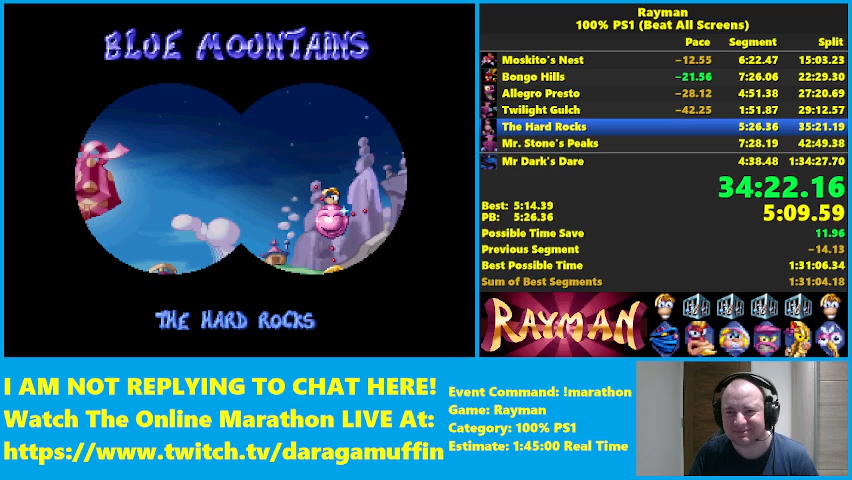 BLUE MOUNTAINS
THE HARD ROCKS
Rayman
100% PS1 (Beat All Screens)
Pace Segment Split
Moskito's Nest −12.55 6:22.47 15:03.23
Bongo Hills −21.56 7:26.06 22:29.30
Allegro Presto −28.12 4:51.38 27:20.69
Twilight Gulch −42.25 1:51.87 29:12.57
The Hard Rocks 5:26.36 35:21.19
Mr. Stone's Peaks 7:28.19 42:49.38
Mr Dark's Dare 4:38.48 1:34:27.70
34:22.16
Best: 5:14.39
PB: 5:26.36
5:09.59
Possible Time Save 11.96
Previous Segment −14.13
Best Possible Time 1:31:06.34
Sum of Best Segments 1:31:04.18
RAYMAN
I AM NOT REPLYING TO CHAT HERE!
Watch The Online Marathon LIVE At:
https://www.twitch.tv/daragamuffin
Event Command: !marathon
Game: Rayman
Category: 100% PS1
Estimate: 1:45:00 Real Time